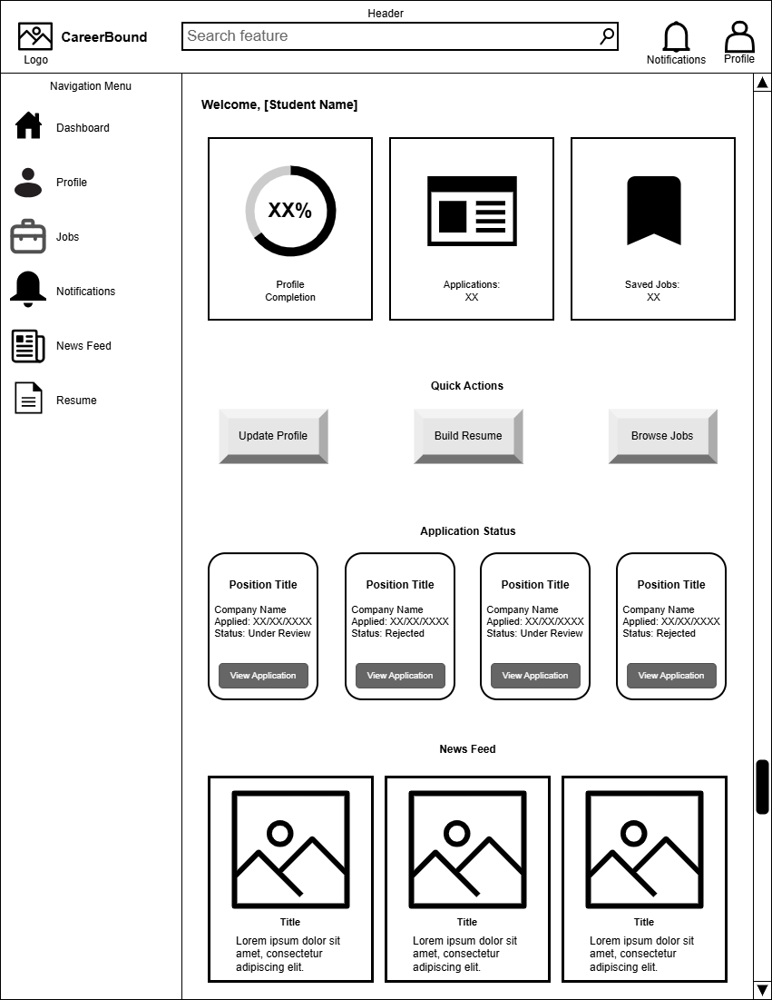 Header
CareerBound
Logo
Search feature
Notifications
Profile
Navigation Menu
Dashboard
Profile
Jobs
Notifications
News Feed
Resume
Welcome, [Student Name]
XX%
Profile
Completion
Applications:
XX
Saved Jobs:
XX
Quick Actions
Update Profile
Build Resume
Browse Jobs
Application Status
Position Title
Company Name
Applied: XX/XX/XXXX
Status: Under Review
View Application
Position Title
Company Name
Applied: XX/XX/XXXX
Status: Rejected
View Application
Position Title
Company Name
Applied: XX/XX/XXXX
Status: Under Review
View Application
Position Title
Company Name
Applied: XX/XX/XXXX
Status: Rejected
View Application
News Feed
Title
Lorem ipsum dolor sit
amet, consectetur
adipiscing elit.
Title
Lorem ipsum dolor sit
amet, consectetur
adipiscing elit.
Title
Lorem ipsum dolor sit
amet, consectetur
adipiscing elit.